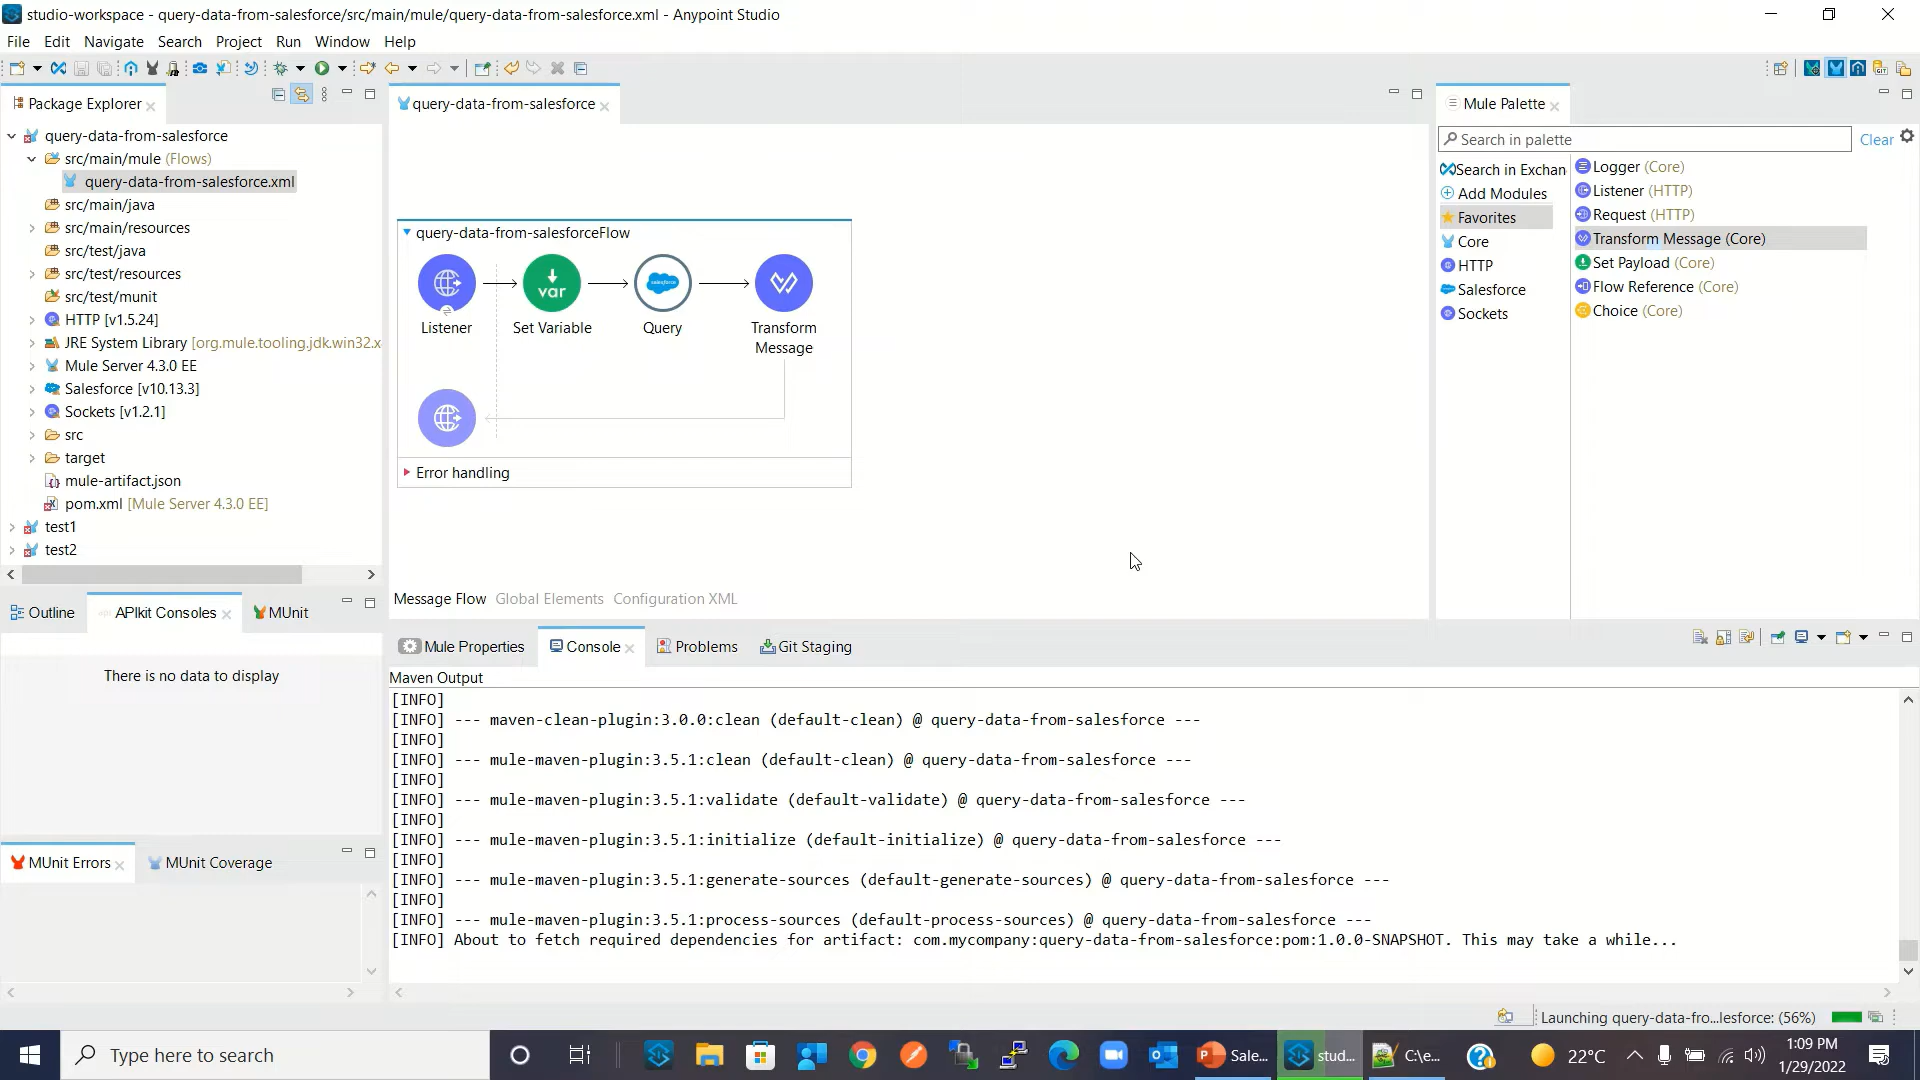 studio-workspace - query-data-from-salesforce/src/main/mule/query-data-from-salesforce.xml - Anypoint Studio
File Edit Navigate Search Project Run Window Help
Package Explorer
query-data-from-salesforce
src/main/mule (Flows)
query-data-from-salesforce.xml
src/main/java
src/main/resources
src/test/java
src/test/resources
src/test/munit
HTTP [v1.5.24]
JRE System Library [org.mule.tooling.jdk.win32.x
Mule Server 4.3.0 EE
Salesforce [v10.13.3]
Sockets [v1.2.1]
src
target
mule-artifact.json
pom.xml [Mule Server 4.3.0 EE]
test1
test2
query-data-from-salesforce
query-data-from-salesforceFlow
var
salesforce
Listener
Set Variable
Query
Transform
Message
Error handling
Message Flow Global Elements Configuration XML
Mule Palette
Search in palette
Clear
Search in Exchan
Add Modules
Favorites
Core
HTTP
Salesforce
Sockets
Logger (Core)
Listener (HTTP)
Request (HTTP)
Transform Message (Core)
Set Payload (Core)
Flow Reference (Core)
Choice (Core)
Outline APIkit Consoles MUnit
There is no data to display
MUnit Errors MUnit Coverage
Mule Properties Console Problems Git Staging
Maven Output
[INFO]
[INFO] --- maven-clean-plugin:3.0.0:clean (default-clean) @ query-data-from-salesforce ---
[INFO]
[INFO] --- mule-maven-plugin:3.5.1:clean (default-clean) @ query-data-from-salesforce ---
[INFO]
[INFO] --- mule-maven-plugin:3.5.1:validate (default-validate) @ query-data-from-salesforce ---
[INFO]
[INFO] --- mule-maven-plugin:3.5.1:initialize (default-initialize) @ query-data-from-salesforce ---
[INFO]
[INFO] --- mule-maven-plugin:3.5.1:generate-sources (default-generate-sources) @ query-data-from-salesforce ---
[INFO]
[INFO] --- mule-maven-plugin:3.5.1:process-sources (default-process-sources) @ query-data-from-salesforce ---
[INFO] About to fetch required dependencies for artifact: com.mycompany:query-data-from-salesforce:pom:1.0.0-SNAPSHOT. This may take a while...
Launching query-data-fro...lesforce: (56%)
Type here to search
Sale...
stud...
C:\e...
22°C
1:09 PM
1/29/2022